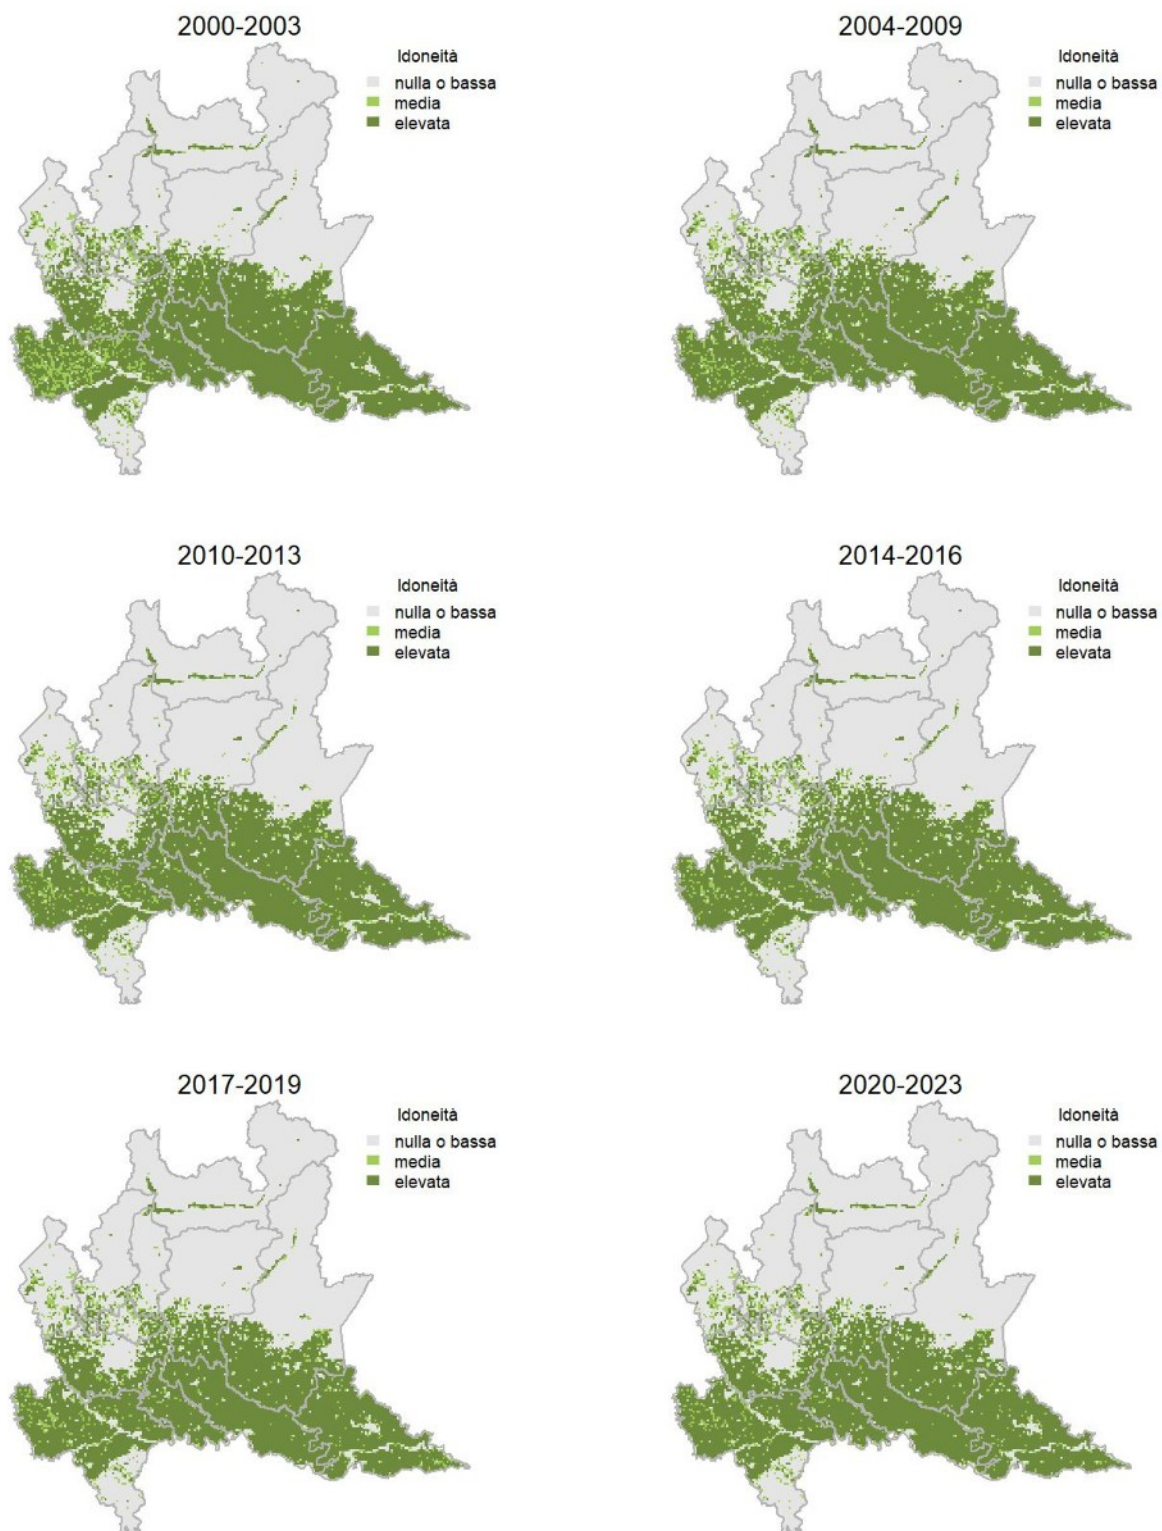 2000-2003
Idoneità
nulla o bassa
media
elevata
2004-2009
Idoneità
nulla o bassa
media
elevata
2010-2013
Idoneità
nulla o bassa
media
elevata
2014-2016
Idoneità
nulla o bassa
media
elevata
2017-2019
Idoneità
nulla o bassa
media
elevata
2020-2023
Idoneità
nulla o bassa
media
elevata